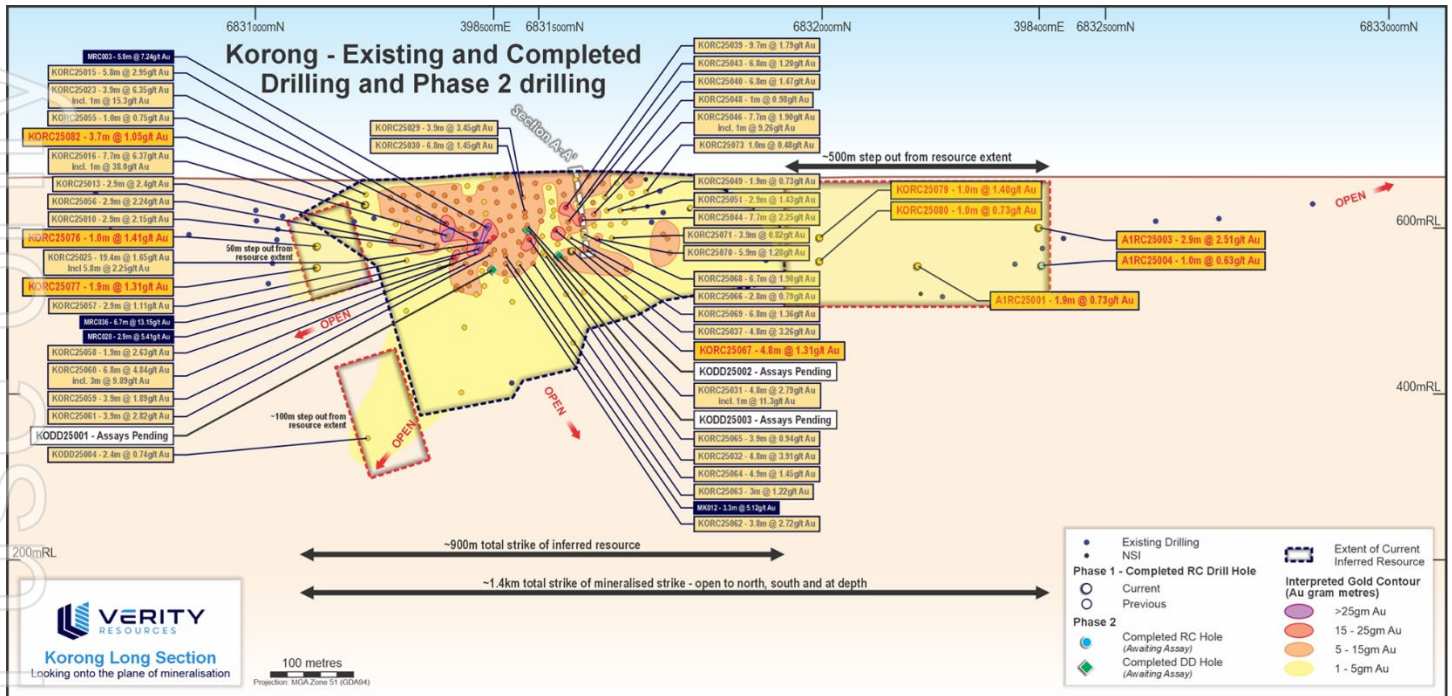 6831000mN
398500mE
6831500mN
6832000mN
398400mE
6832500mN
6833000mN
Korong - Existing and Completed
Drilling and Phase 2 drilling
MRC003 - 5.9m @ 7.24g/t Au
KORC25015 - 5.8m @ 2.95g/t Au
KORC25023 - 3.9m @ 6.35g/t Au
incl. 1m @ 15.3g/t Au
KORC25055 - 1.0m @ 0.75g/t Au
KORC25082 - 3.7m @ 1.05g/t Au
KORC25016 - 7.7m @ 6.37g/t Au
incl. 1m @ 38.0g/t Au
KORC25013 - 2.9m @ 2.4g/t Au
KORC25056 - 2.9m @ 2.24g/t Au
KORC25010 - 2.9m @ 2.15g/t Au
KORC25076 - 1.0m @ 1.41g/t Au
KORC25025 - 19.4m @ 1.65g/t Au
Incl 5.8m @ 2.25g/t Au
KORC25077 - 1.9m @ 1.31g/t Au
KORC25057 - 2.9m @ 1.11g/t Au
MRC036 - 6.7m @ 13.15g/t Au
MRC028 - 2.9m @ 5.41g/t Au
KORC25058 - 1.9m @ 2.63g/t Au
KORC25060 - 6.8m @ 4.84g/t Au
incl. 3m @ 9.89g/t Au
KORC25059 - 3.9m @ 1.89g/t Au
KORC25061 - 3.9m @ 2.82g/t Au
KODD25001 - Assays Pending
KODD25004 - 2.4m @ 0.74g/t Au
KORC25029 - 3.9m @ 3.45g/t Au
KORC25030 - 6.8m @ 1.45g/t Au
Section A-A'
KORC25039 - 9.7m @ 1.79g/t Au
KORC25043 - 6.8m @ 1.20g/t Au
KORC25040 - 6.8m @ 1.47g/t Au
KORC25048 - 1m @ 0.98g/t Au
KORC25046 - 7.7m @ 1.90g/t Au
incl. 1m @ 9.26g/t Au
KORC25073 1.0m @ 0.48g/t Au
KORC25049 - 1.9m @ 0.73g/t Au
KORC25051 - 2.9m @ 1.43g/t Au
KORC25044 - 7.7m @ 2.25g/t Au
KORC25071 - 3.9m @ 0.82g/t Au
KORC25070 - 5.9m @ 1.28g/t Au
KORC25068 - 6.7m @ 1.90g/t Au
KORC25066 - 2.8m @ 0.79g/t Au
KORC25069 - 6.8m @ 1.36g/t Au
KORC25037 - 4.8m @ 3.26g/t Au
KORC25067 - 4.8m @ 1.31g/t Au
KODD25002 - Assays Pending
KORC25031 - 4.8m @ 2.79g/t Au
incl. 1m @ 11.3g/t Au
KODD25003 - Assays Pending
KORC25065 - 3.9m @ 0.94g/t Au
KORC25032 - 4.8m @ 3.91g/t Au
KORC25064 - 4.9m @ 1.45g/t Au
KORC25063 - 3m @ 1.22g/t Au
MK012 - 3.3m @ 5.12g/t Au
KORC25062 - 3.8m @ 2.72g/t Au
~500m step out from resource extent
KORC25079 - 1.0m @ 1.40g/t Au
KORC25080 - 1.0m @ 0.73g/t Au
A1RC25003 - 2.9m @ 2.51g/t Au
A1RC25004 - 1.0m @ 0.63g/t Au
A1RC25001 - 1.9m @ 0.73g/t Au
OPEN
600mRL
400mRL
200mRL
50m step out from
resource extent
OPEN
~100m step out from
resource extent
OPEN
OPEN
~900m total strike of inferred resource
~1.4km total strike of mineralised strike - open to north, south and at depth
VERITY
RESOURCES
Korong Long Section
Looking onto the plane of mineralisation
100 metres
Projection: MGA Zone 51 (GDA94)
Existing Drilling
NSI
Phase 1 - Completed RC Drill Hole
Current
Previous
Phase 2
Completed RC Hole
(Awaiting Assay)
Completed DD Hole
(Awaiting Assay)
Extent of Current
Inferred Resource
Interpreted Gold Contour
(Au gram metres)
>25gm Au
15 - 25gm Au
5 - 15gm Au
1 - 5gm Au